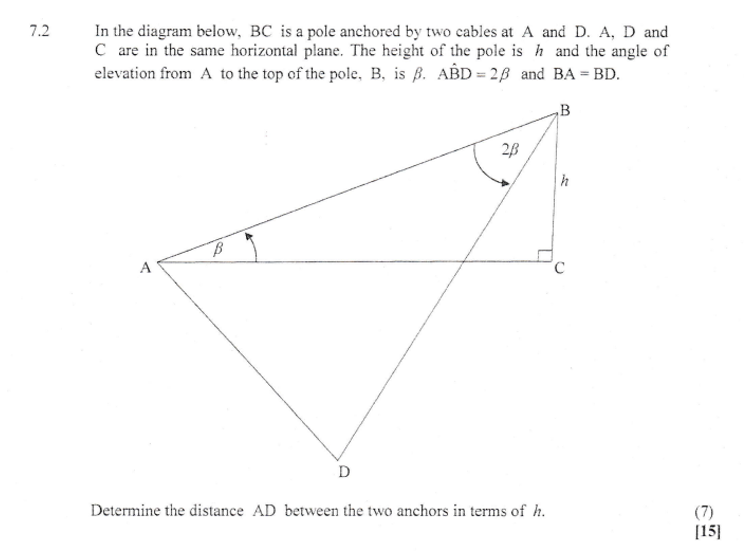 7.2 In the diagram below, BC is a pole anchored by two cables at A and D. A, D and
C are in the same horizontal plane. The height of the pole is h and the angle of
elevation from A to the top of the pole, B, is β. AB̂D = 2β and BA = BD.
B
2β
h
β
A
C
D
Determine the distance AD between the two anchors in terms of h. (7)
[15]